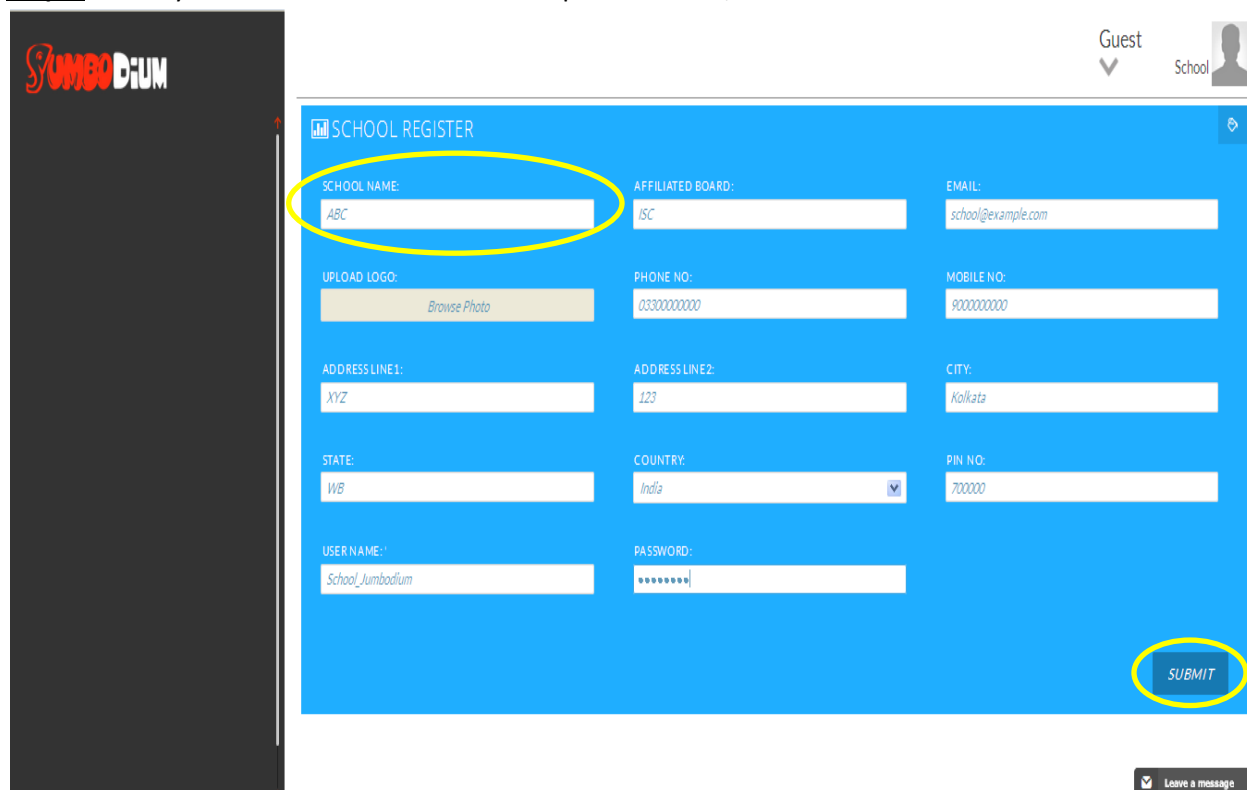 JUMBODiUM
Guest
School
SCHOOL REGISTER
SCHOOL NAME: AFFILIATED BOARD: EMAIL:
ABC ISC school@example.com
UPLOAD LOGO: PHONE NO: MOBILE NO:
Browse Photo 03300000000 9000000000
ADDRESS LINE1: ADDRESS LINE2: CITY:
XYZ 123 Kolkata
STATE: COUNTRY: PIN NO:
WB India 700000
USER NAME: ' PASSWORD:
School_Jumbodium ••••••••
SUBMIT
Leave a message